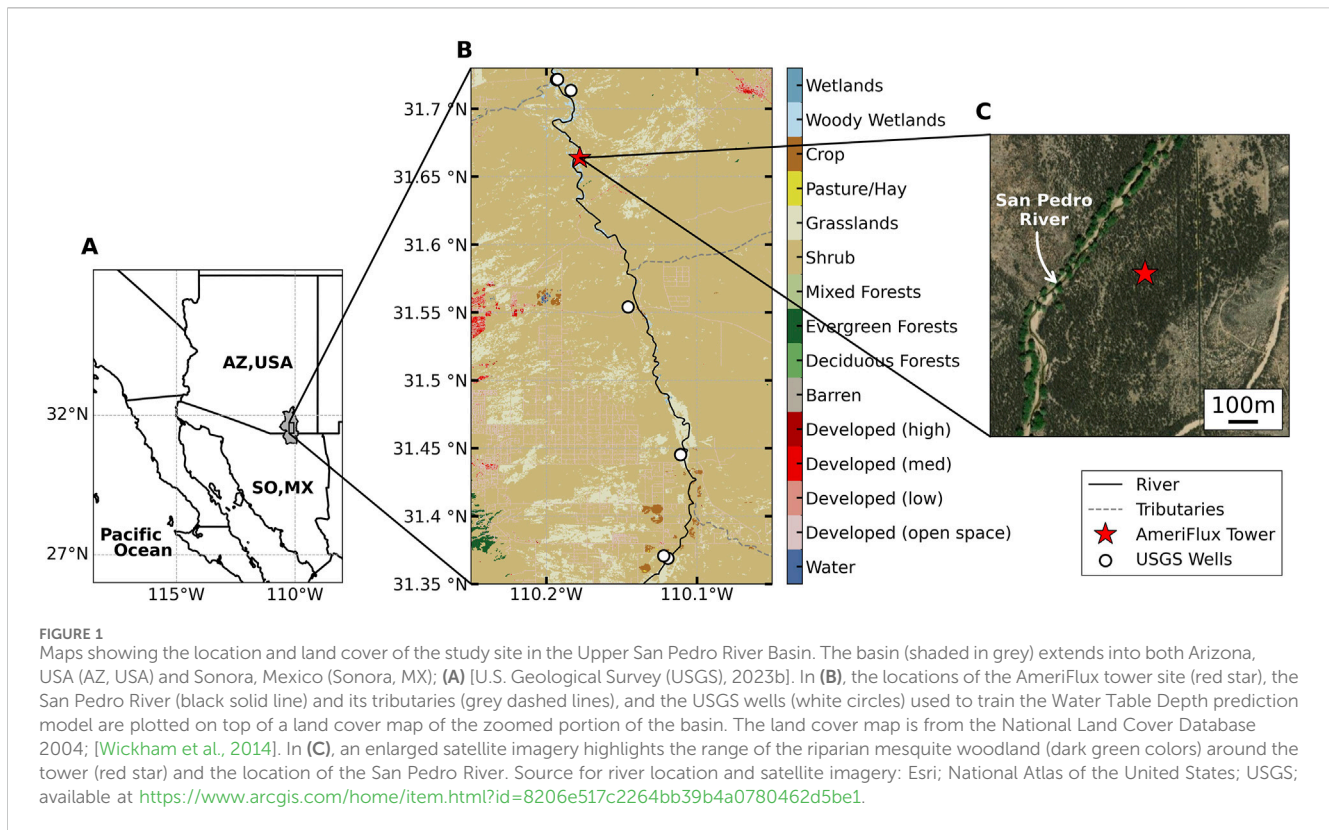 A
AZ,USA
32°N
SO,MX
Pacific
Ocean
27°N
115°W
110°W
B
31.7 °N
31.65 °N
31.6 °N
31.55 °N
31.5 °N
31.45 °N
31.4 °N
31.35 °N
110.2°W
110.1°W
Wetlands
Woody Wetlands
Crop
Pasture/Hay
Grasslands
Shrub
Mixed Forests
Evergreen Forests
Deciduous Forests
Barren
Developed (high)
Developed (med)
Developed (low)
Developed (open space)
Water
C
San Pedro
River
100m
River
Tributaries
AmeriFlux Tower
USGS Wells
FIGURE 1
Maps showing the location and land cover of the study site in the Upper San Pedro River Basin. The basin (shaded in grey) extends into both Arizona,
USA (AZ, USA) and Sonora, Mexico (Sonora, MX); (A) [U.S. Geological Survey (USGS), 2023b]. In (B), the locations of the AmeriFlux tower site (red star), the
San Pedro River (black solid line) and its tributaries (grey dashed lines), and the USGS wells (white circles) used to train the Water Table Depth prediction
model are plotted on top of a land cover map of the zoomed portion of the basin. The land cover map is from the National Land Cover Database
2004; [Wickham et al., 2014]. In (C), an enlarged satellite imagery highlights the range of the riparian mesquite woodland (dark green colors) around the
tower (red star) and the location of the San Pedro River. Source for river location and satellite imagery: Esri; National Atlas of the United States; USGS;
available at https://www.arcgis.com/home/item.html?id=8206e517c2264bb39b4a0780462d5be1.